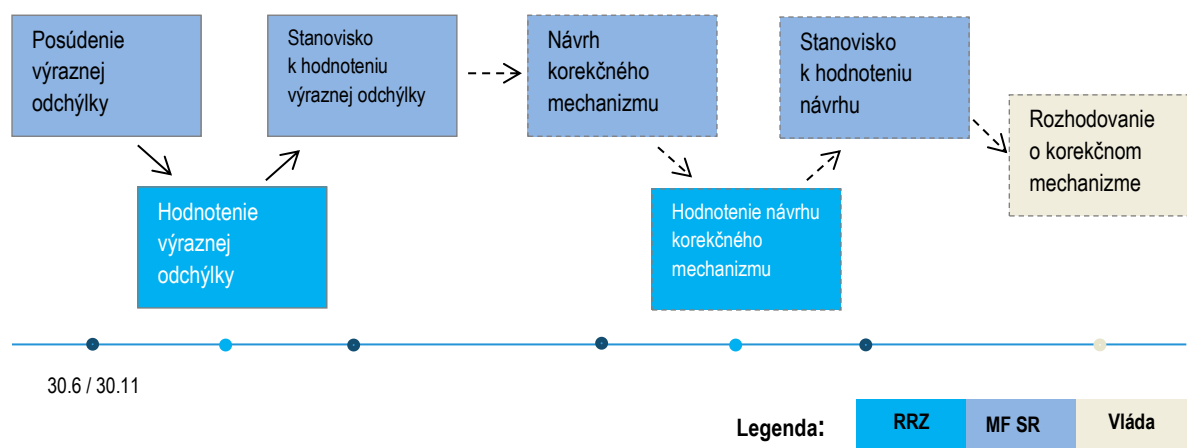 Posúdenie
výraznej
odchýlky
Hodnotenie
výraznej
odchýlky
Stanovisko
k hodnoteniu
výraznej odchýlky
Návrh
korekčného
mechanizmu
Hodnotenie návrhu
korekčného
mechanizmu
Stanovisko
k hodnoteniu
návrhu
Rozhodovanie
o korekčnom
mechanizme
30.6 / 30.11
Legenda:
RRZ
MF SR
Vláda